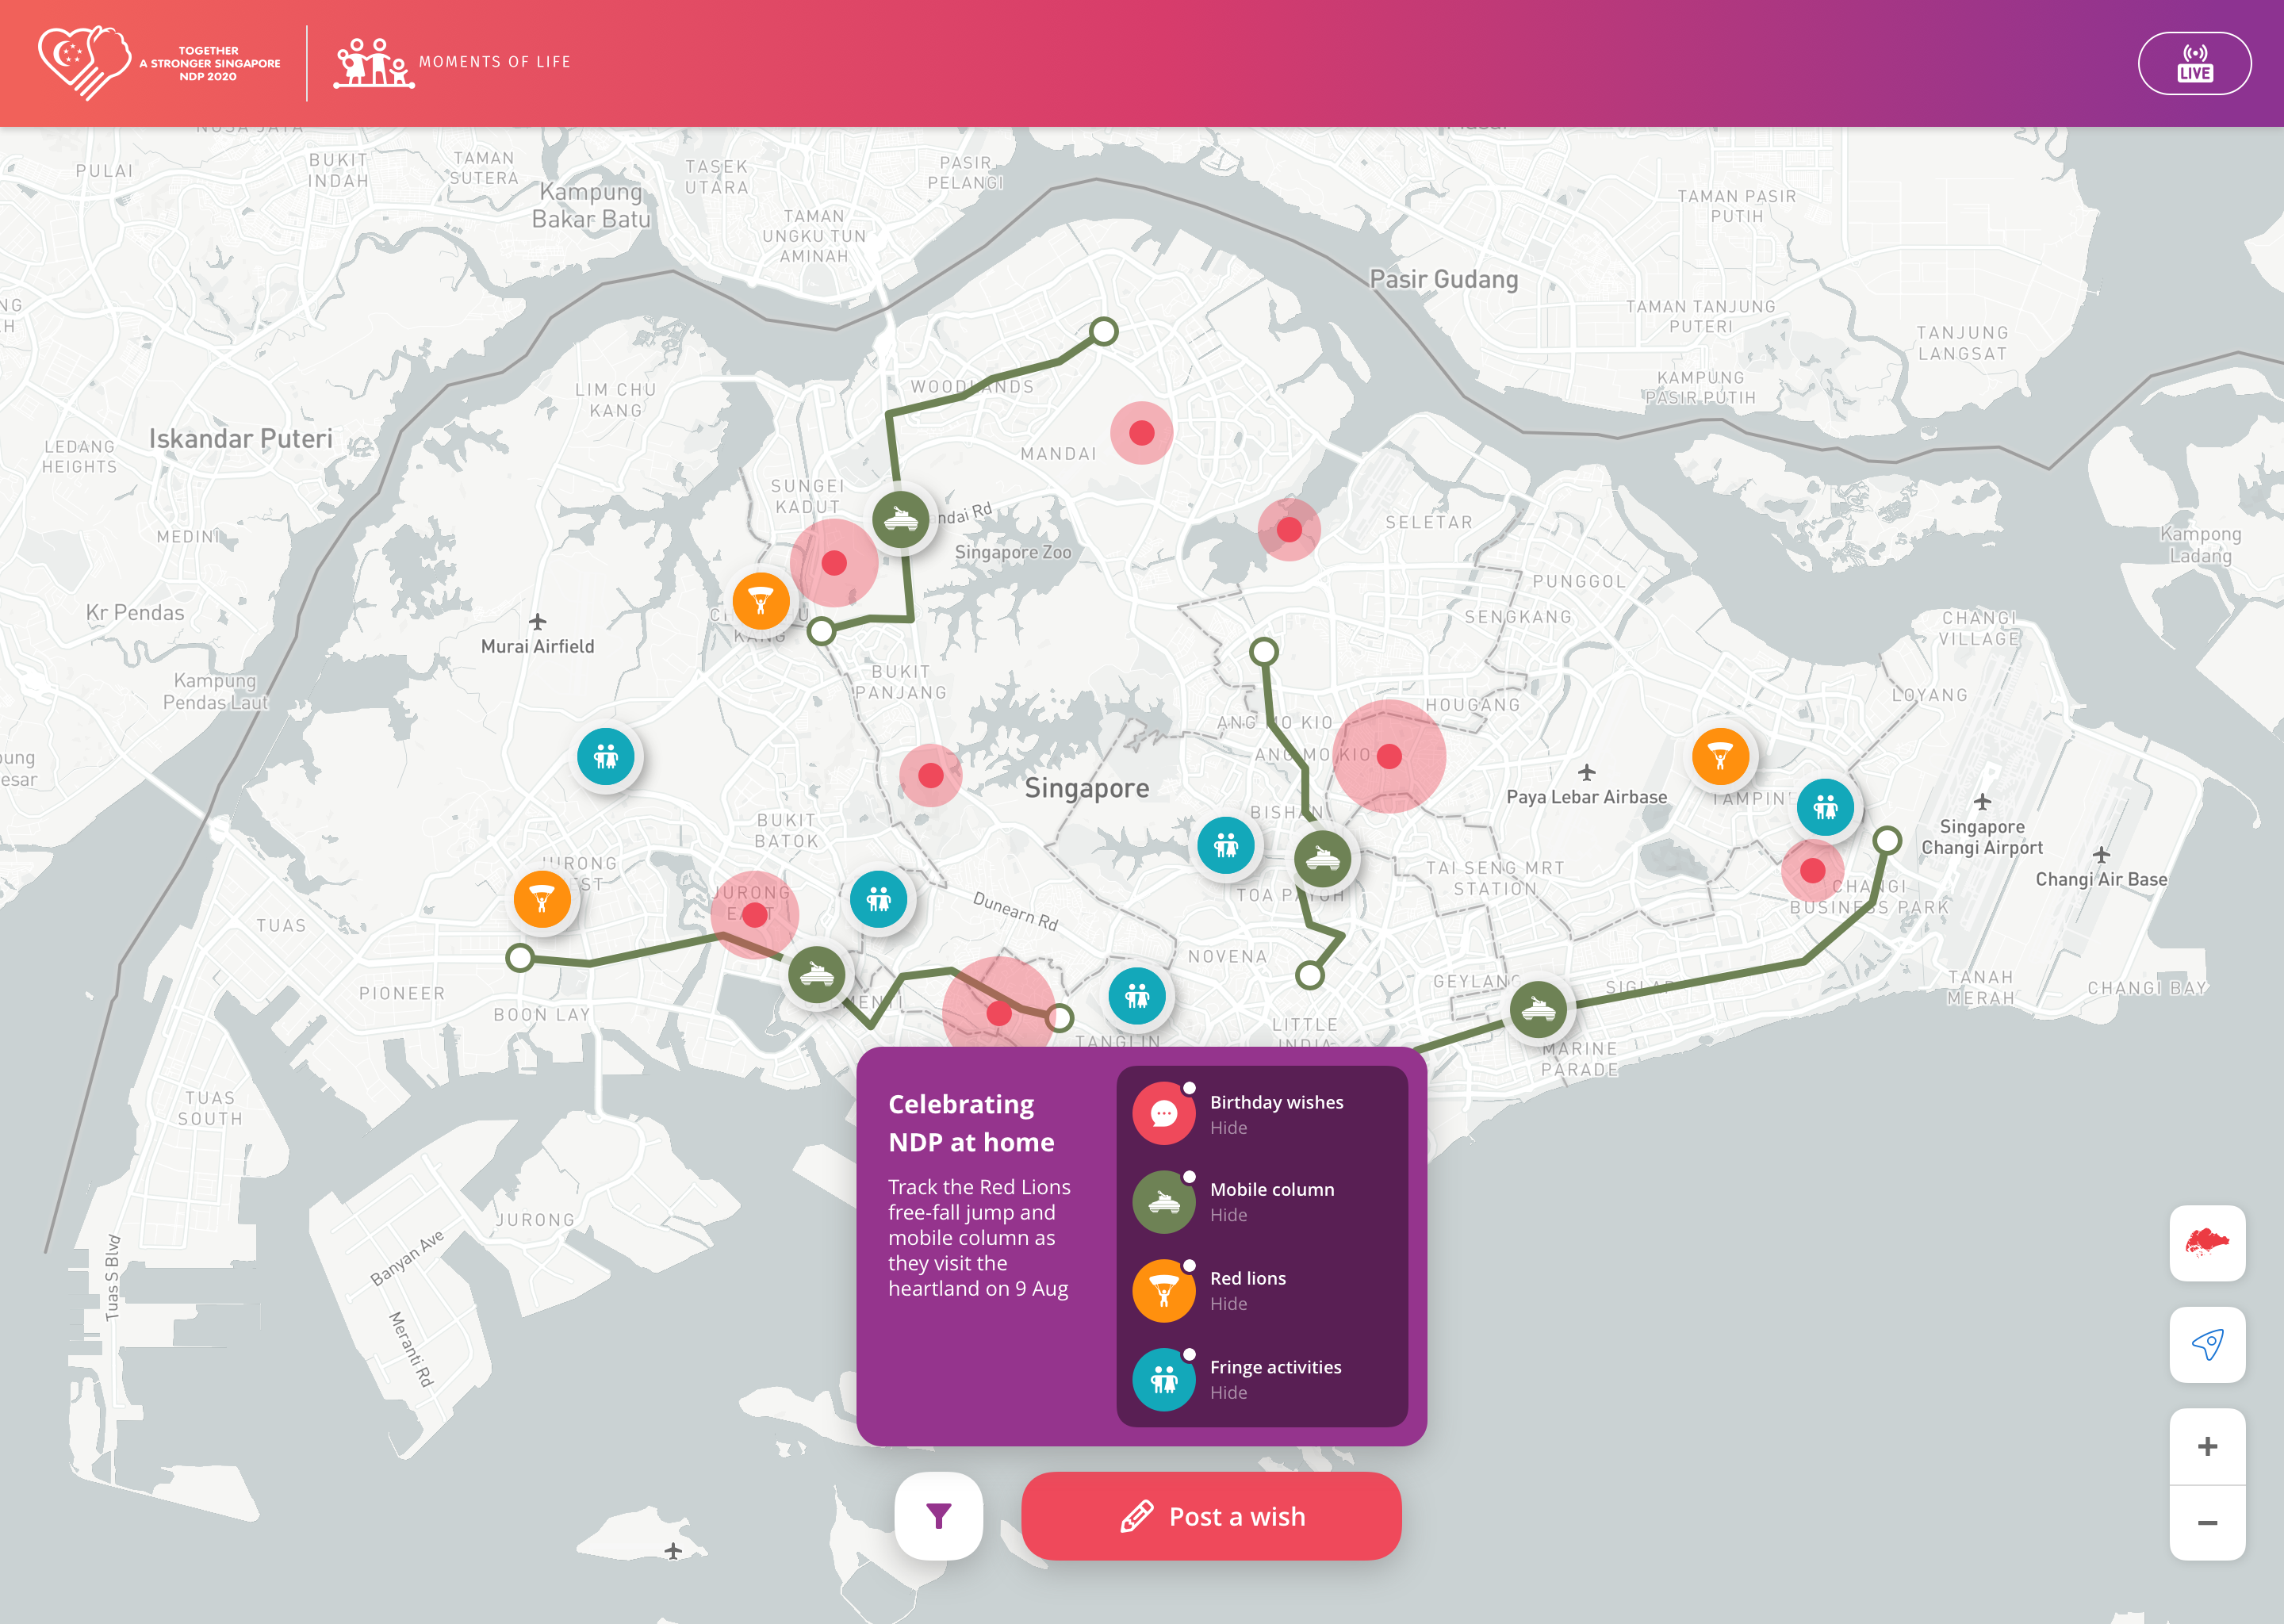 TOGETHER
A STRONGER SINGAPORE
NDP 2020
MOMENTS OF LIFE
LIVE
PULAI
BUKIT
INDAH
TAMAN
SUTERA
Kampung
Bakar Batu
TASEK
UTARA
PASIR
PELANGI
TAMAN
UNGKU TUN
AMINAH
TAMAN PASIR
PUTIH
Pasir Gudang
TAMAN TANJUNG
PUTERI
TANJUNG
LANGSAT
KAMPUNG
PASIR PUTIH
LIM CHU
KANG
WOODLANDS
Iskandar Puteri
LEDANG
HEIGHTS
MANDAI
SUNGEI
KADUT
ndai Rd
Singapore Zoo
SELETAR
MEDINI
Kampong
Ladang
PUNGGOL
SENGKANG
Kr Pendas
Murai Airfield
KANG
CHANGI
VILLAGE
BUKIT
PANJANG
Kampung
Pendas Laut
LOYANG
HOUGANG
ANG MO KIO
ANG MO KIO
Singapore
Paya Lebar Airbase
BISHAN
BUKIT
BATOK
Singapore
Changi Airport
Changi Air Base
JURONG
EAST
TAI SENG MRT
STATION
TOA PAYOH
CHANGI
BUSINESS PARK
Dunearn Rd
TUAS
NOVENA
GEYLANG
SIGLAP
TANAH
MERAH
CHANGI BAY
PIONEER
BOON LAY
LITTLE
INDIA
TANGLIN
MARINE
PARADE
TUAS
SOUTH
JURONG
Banyan Ave
Meranti Rd
Tuas S Blvd
Celebrating
NDP at home
Track the Red Lions
free-fall jump and
mobile column as
they visit the
heartland on 9 Aug
Birthday wishes
Hide
Mobile column
Hide
Red lions
Hide
Fringe activities
Hide
Post a wish